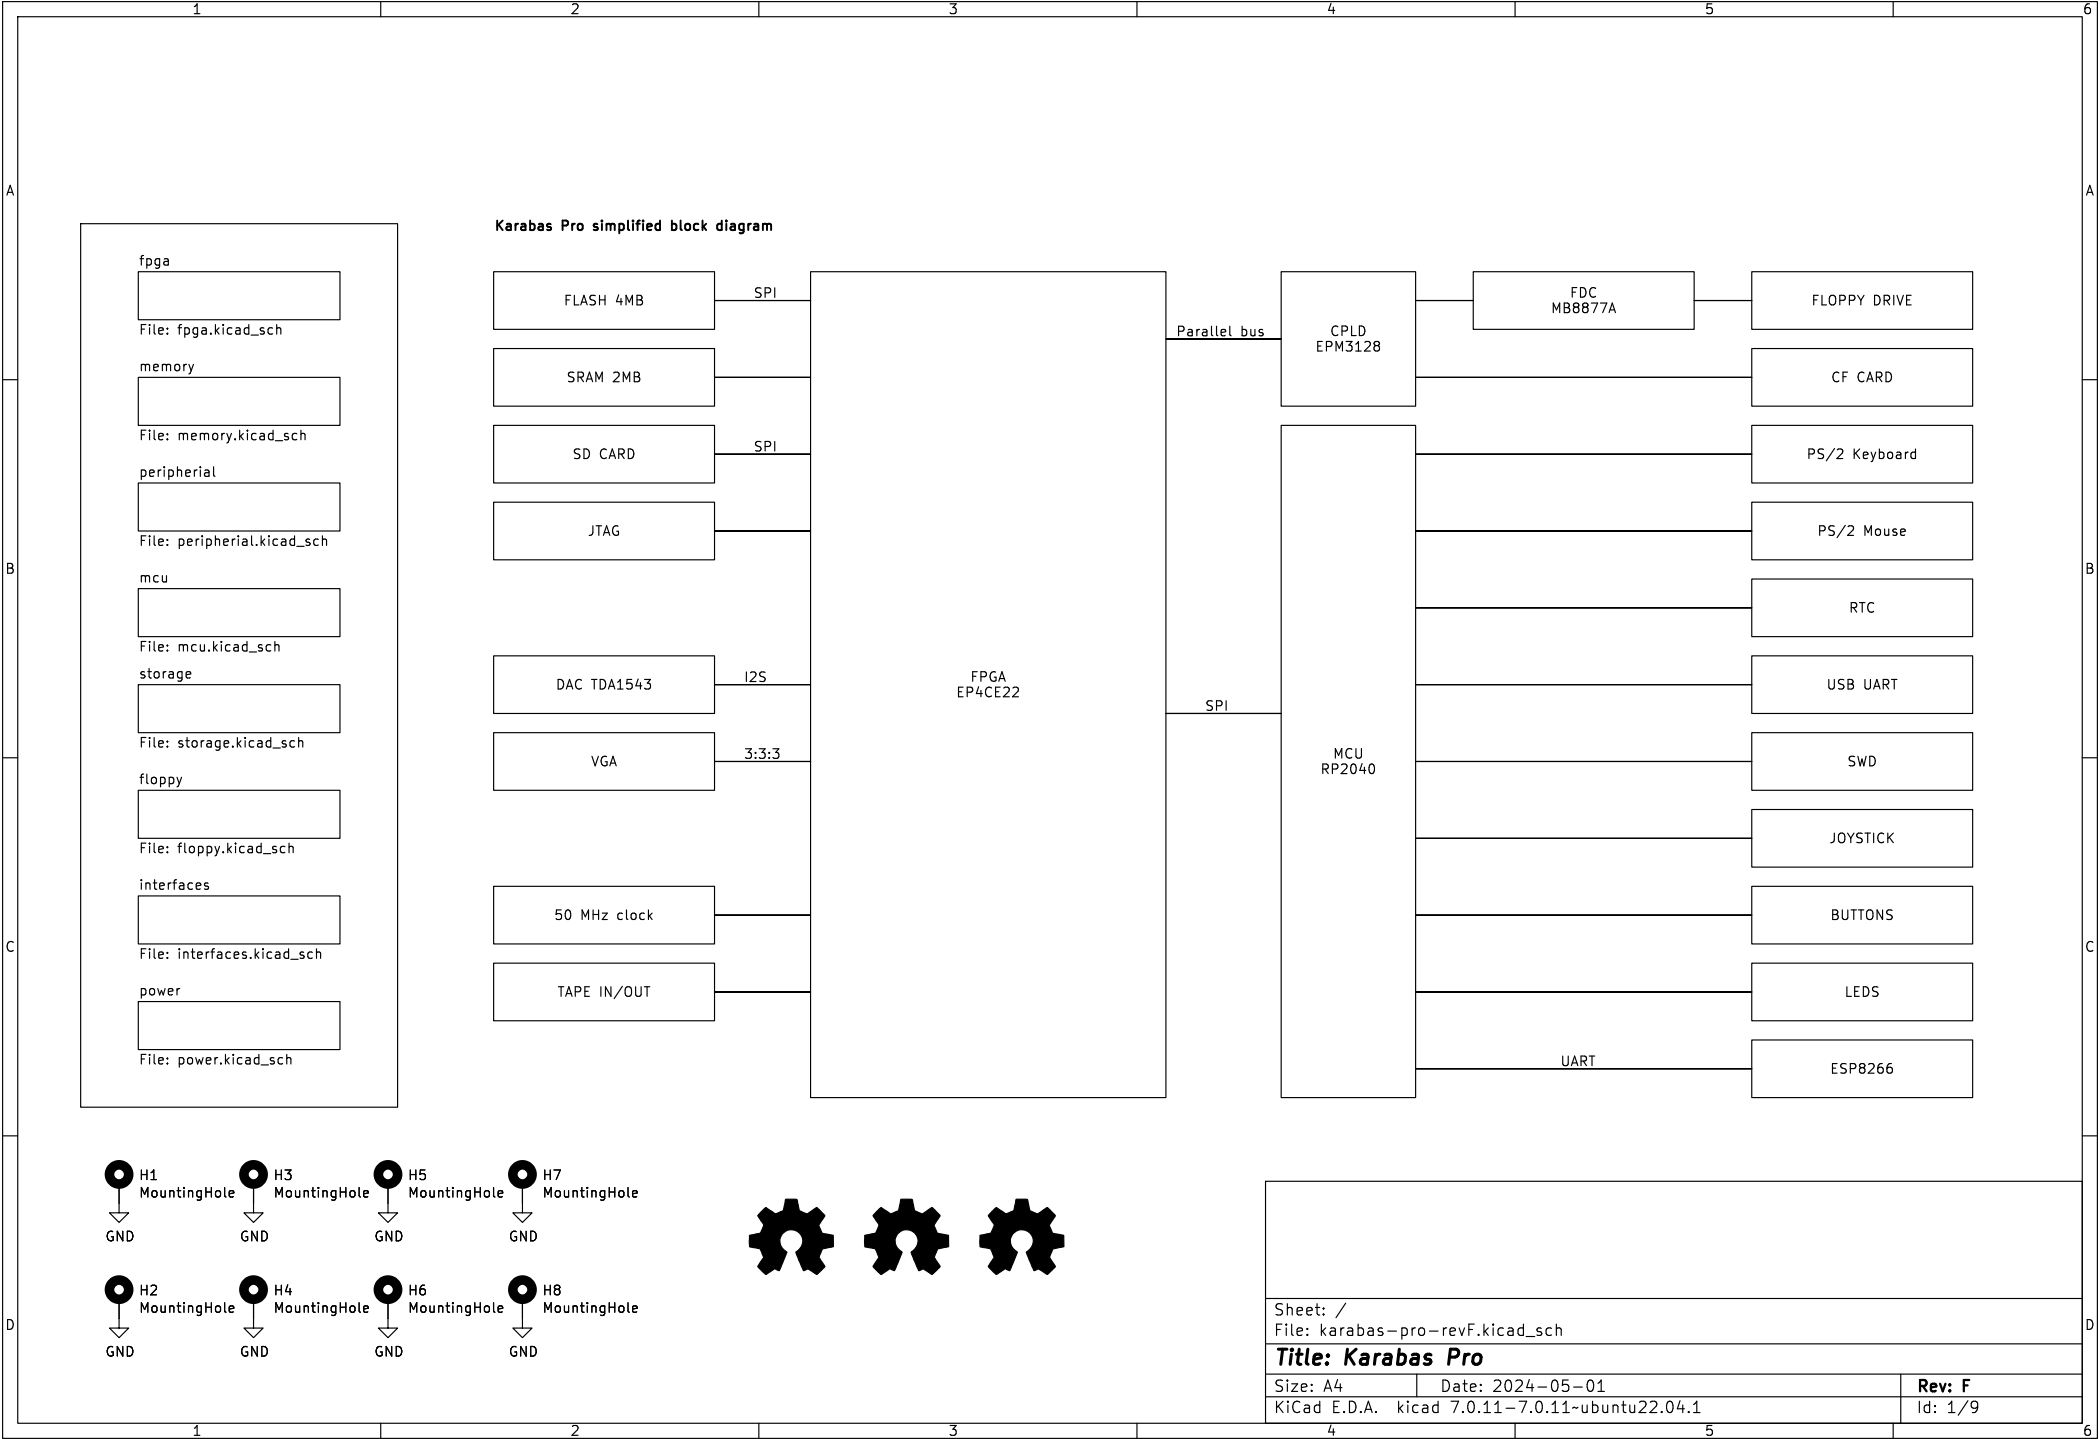 1 2 3 4 5 6
A A
Karabas Pro simplified block diagram
fpga
File: fpga.kicad_sch
memory
File: memory.kicad_sch
peripherial
File: peripherial.kicad_sch
mcu
File: mcu.kicad_sch
storage
File: storage.kicad_sch
floppy
File: floppy.kicad_sch
interfaces
File: interfaces.kicad_sch
power
File: power.kicad_sch
FLASH 4MB
SPI
SRAM 2MB
SD CARD
SPI
JTAG
DAC TDA1543
I2S
VGA
3:3:3
50 MHz clock
TAPE IN/OUT
FPGA
EP4CE22
Parallel bus
SPI
CPLD
EPM3128
MCU
RP2040
FDC
MB8877A
FLOPPY DRIVE
CF CARD
PS/2 Keyboard
PS/2 Mouse
RTC
USB UART
SWD
JOYSTICK
BUTTONS
LEDS
UART
ESP8266
B B
C C
H1
MountingHole
GND
H3
MountingHole
GND
H5
MountingHole
GND
H7
MountingHole
GND
H2
MountingHole
GND
H4
MountingHole
GND
H6
MountingHole
GND
H8
MountingHole
GND
D D
Sheet: /
File: karabas-pro-revF.kicad_sch
Title: Karabas Pro
Size: A4 Date: 2024-05-01 Rev: F
KiCad E.D.A. kicad 7.0.11-7.0.11~ubuntu22.04.1 Id: 1/9
1 2 3 4 5 6